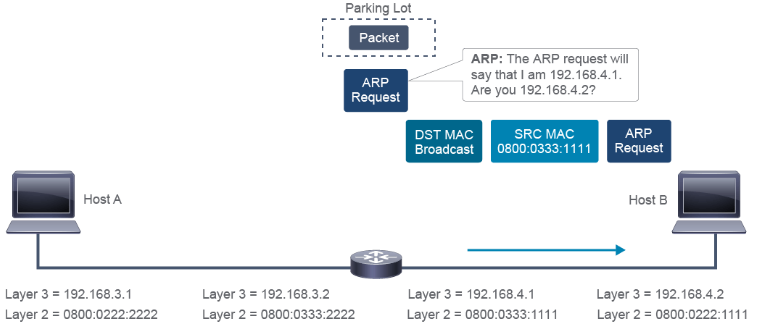 Parking Lot
Packet
ARP
Request
ARP: The ARP request will
say that I am 192.168.4.1.
Are you 192.168.4.2?
DST MAC
Broadcast
SRC MAC
0800:0333:1111
ARP
Request
Host A
Host B
Layer 3 = 192.168.3.1
Layer 2 = 0800:0222:2222
Layer 3 = 192.168.3.2
Layer 2 = 0800:0333:2222
Layer 3 = 192.168.4.1
Layer 2 = 0800:0333:1111
Layer 3 = 192.168.4.2
Layer 2 = 0800:0222:1111